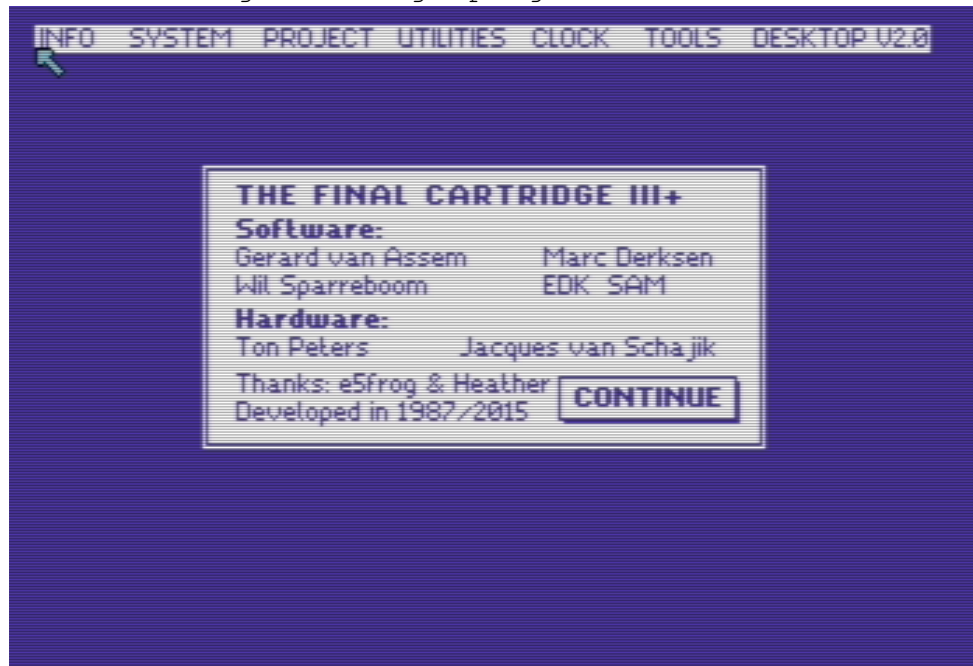 INFO SYSTEM PROJECT UTILITIES CLOCK TOOLS DESKTOP V2.0
THE FINAL CARTRIDGE III+
Software:
Gerard van Assem Marc Derksen
Wil Sparreboom EDK SAM
Hardware:
Ton Peters Jacques van Schajik
Thanks: e5frog & Heather
Developed in 1987/2015
CONTINUE